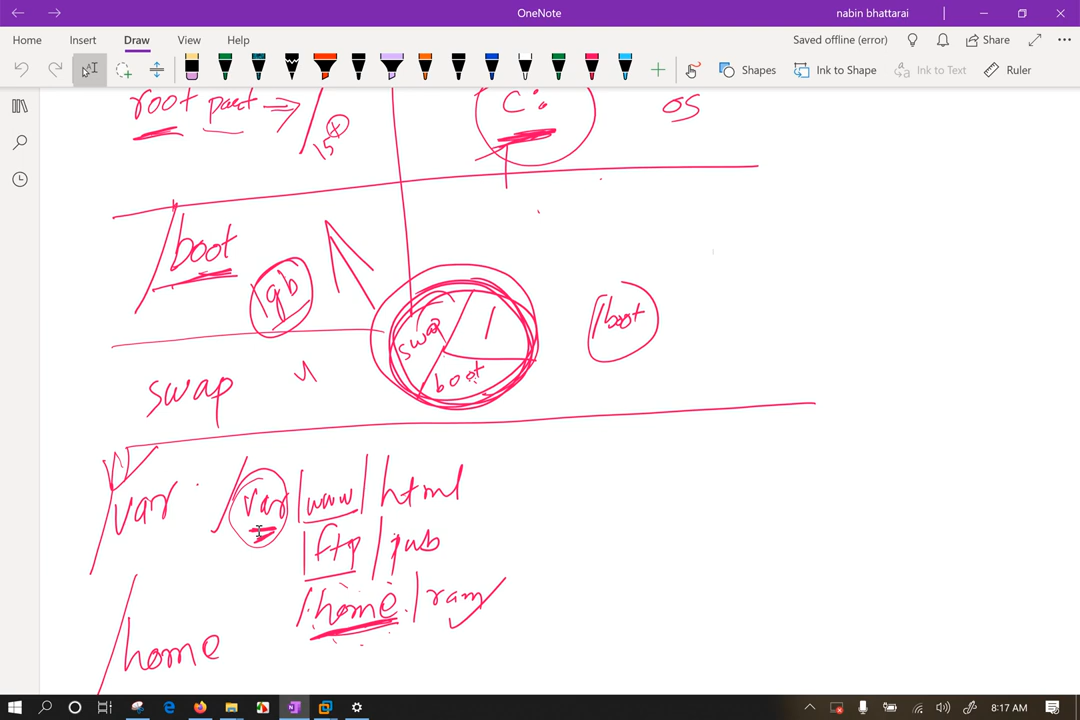 OneNote
nabin bhattarai
Home Insert Draw View Help
Saved offline (error) Share
Shapes Ink to Shape Ink to Text Ruler
root part => / C: OS
15+
/boot
1gb
swap /
boot
/boot
swap
/var /var/www/html
/ftp/pub
/home/ram
/home
8:17 AM